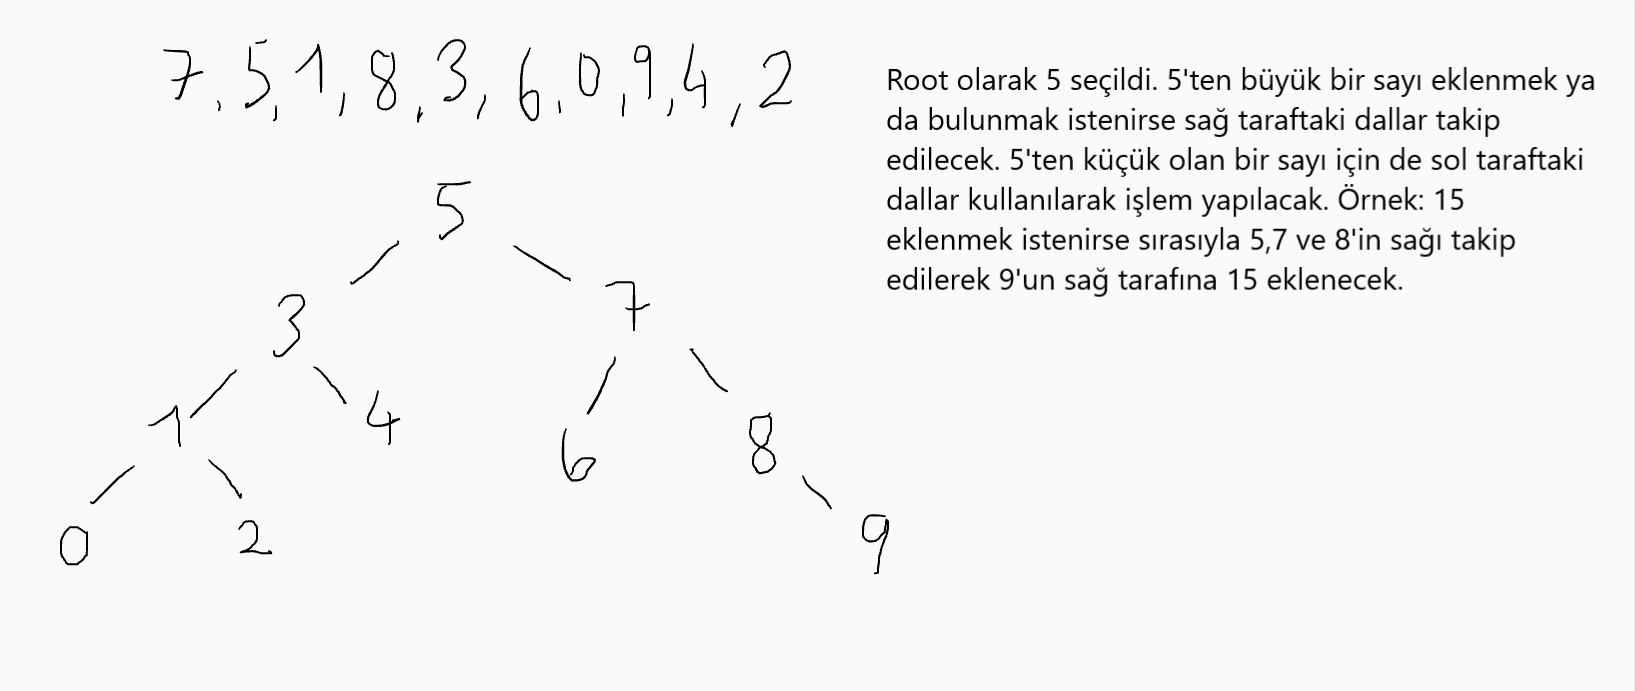 7, 5, 1, 8, 3, 6, 0, 9, 4, 2
Root olarak 5 seçildi. 5'ten büyük bir sayı eklenmek ya
da bulunmak istenirse sağ taraftaki dallar takip
edilecek. 5'ten küçük olan bir sayı için de sol taraftaki
dallar kullanılarak işlem yapılacak. Örnek: 15
eklenmek istenirse sırasıyla 5,7 ve 8'in sağı takip
edilerek 9'un sağ tarafına 15 eklenecek.
5
3 7
1 4 6 8
0 2 9